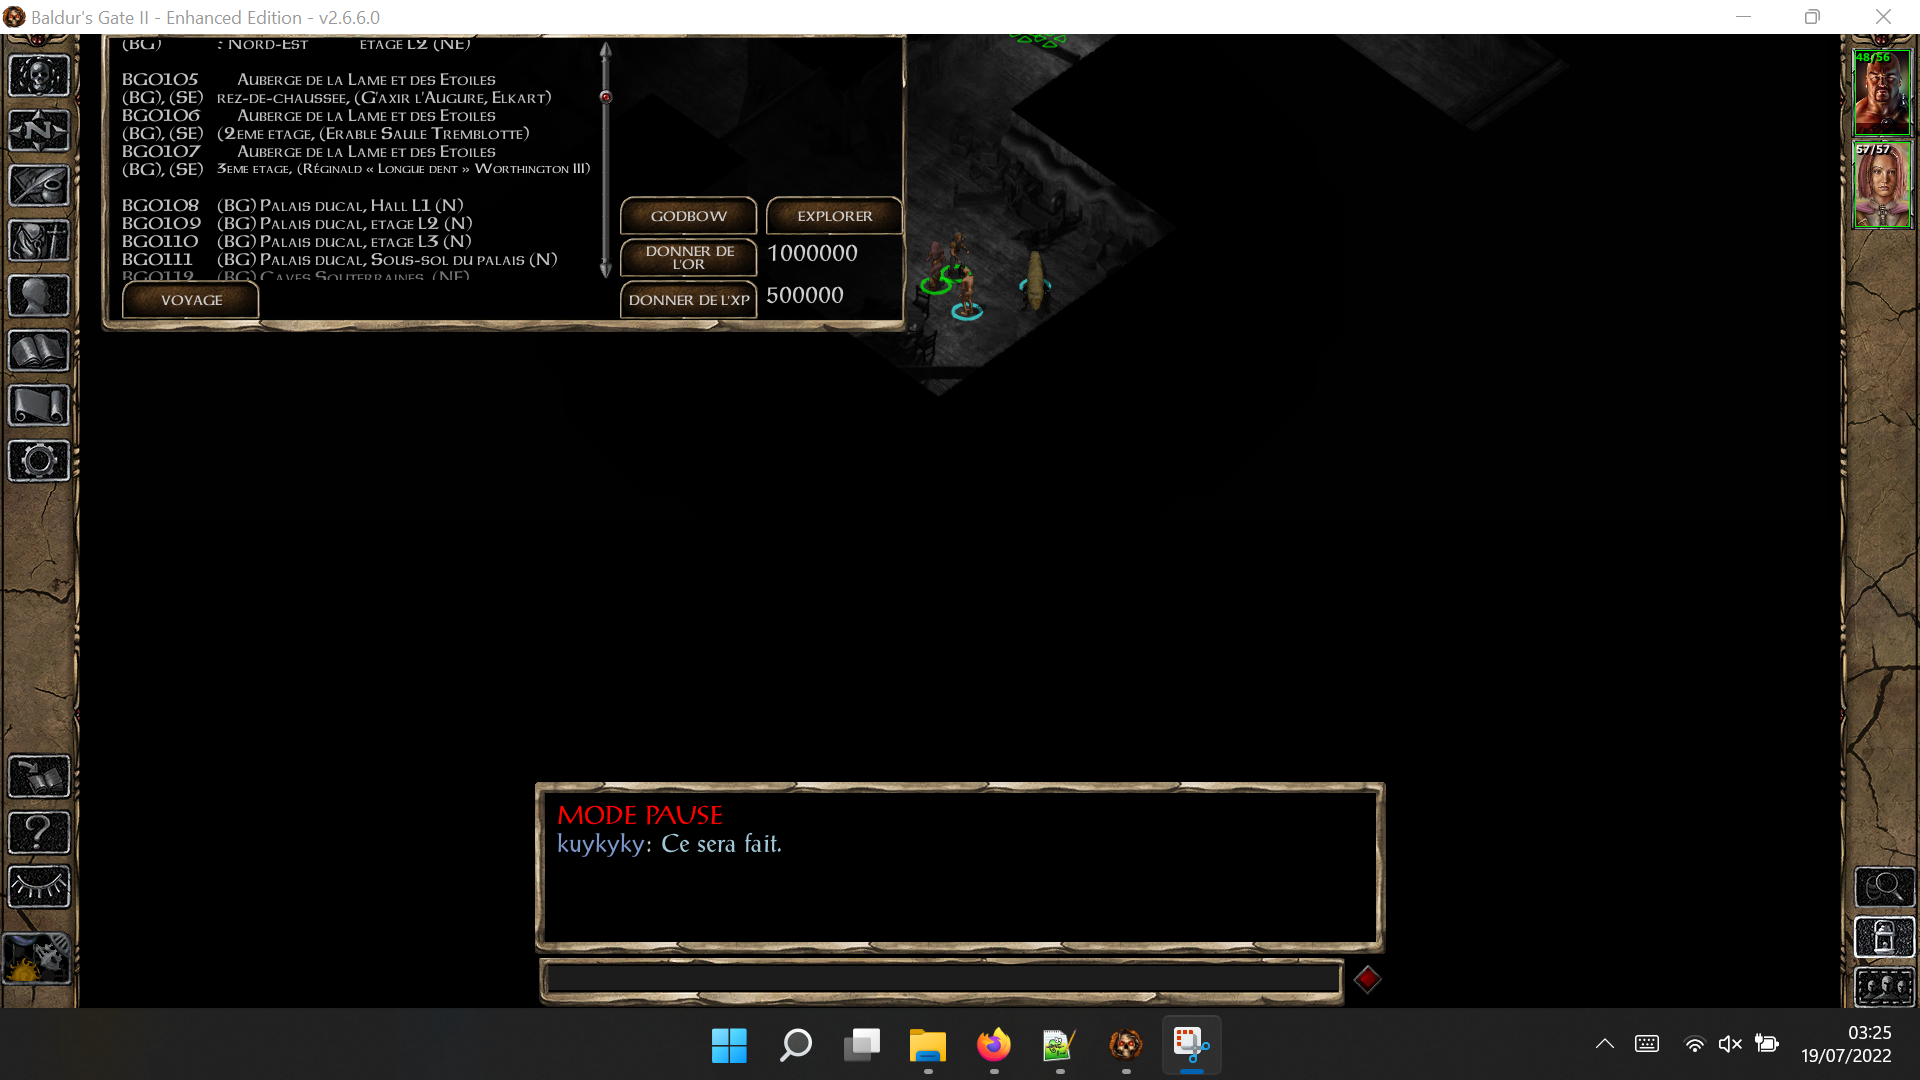 Baldur's Gate II - Enhanced Edition - v2.6.6.0
(BG) : Nord-Est etage L2 (NE)
BG0105 Auberge de la Lame et des Etoiles
(BG), (SE) rez-de-chaussee, (G'axir l'Augure, Elkart)
BG0106 Auberge de la Lame et des Etoiles
(BG), (SE) (2eme etage, (Erable Saule Tremblotte)
BG0107 Auberge de la Lame et des Etoiles
(BG), (SE) 3eme etage, (Réginald « Longue dent » Worthington III)
BG0108 (BG) Palais ducal, Hall L1 (N)
BG0109 (BG) Palais ducal, etage L2 (N)
BG0110 (BG) Palais ducal, etage L3 (N)
BG0111 (BG) Palais ducal, Sous-sol du palais (N)
BG0112 (BG) Caves Souterraines, (NE)
VOYAGE
GODBOW
EXPLORER
DONNER DE L'OR
1000000
DONNER DE L'XP
500000
48/56
57/57
N
MODE PAUSE
kuykyky: Ce sera fait.
03:25
19/07/2022